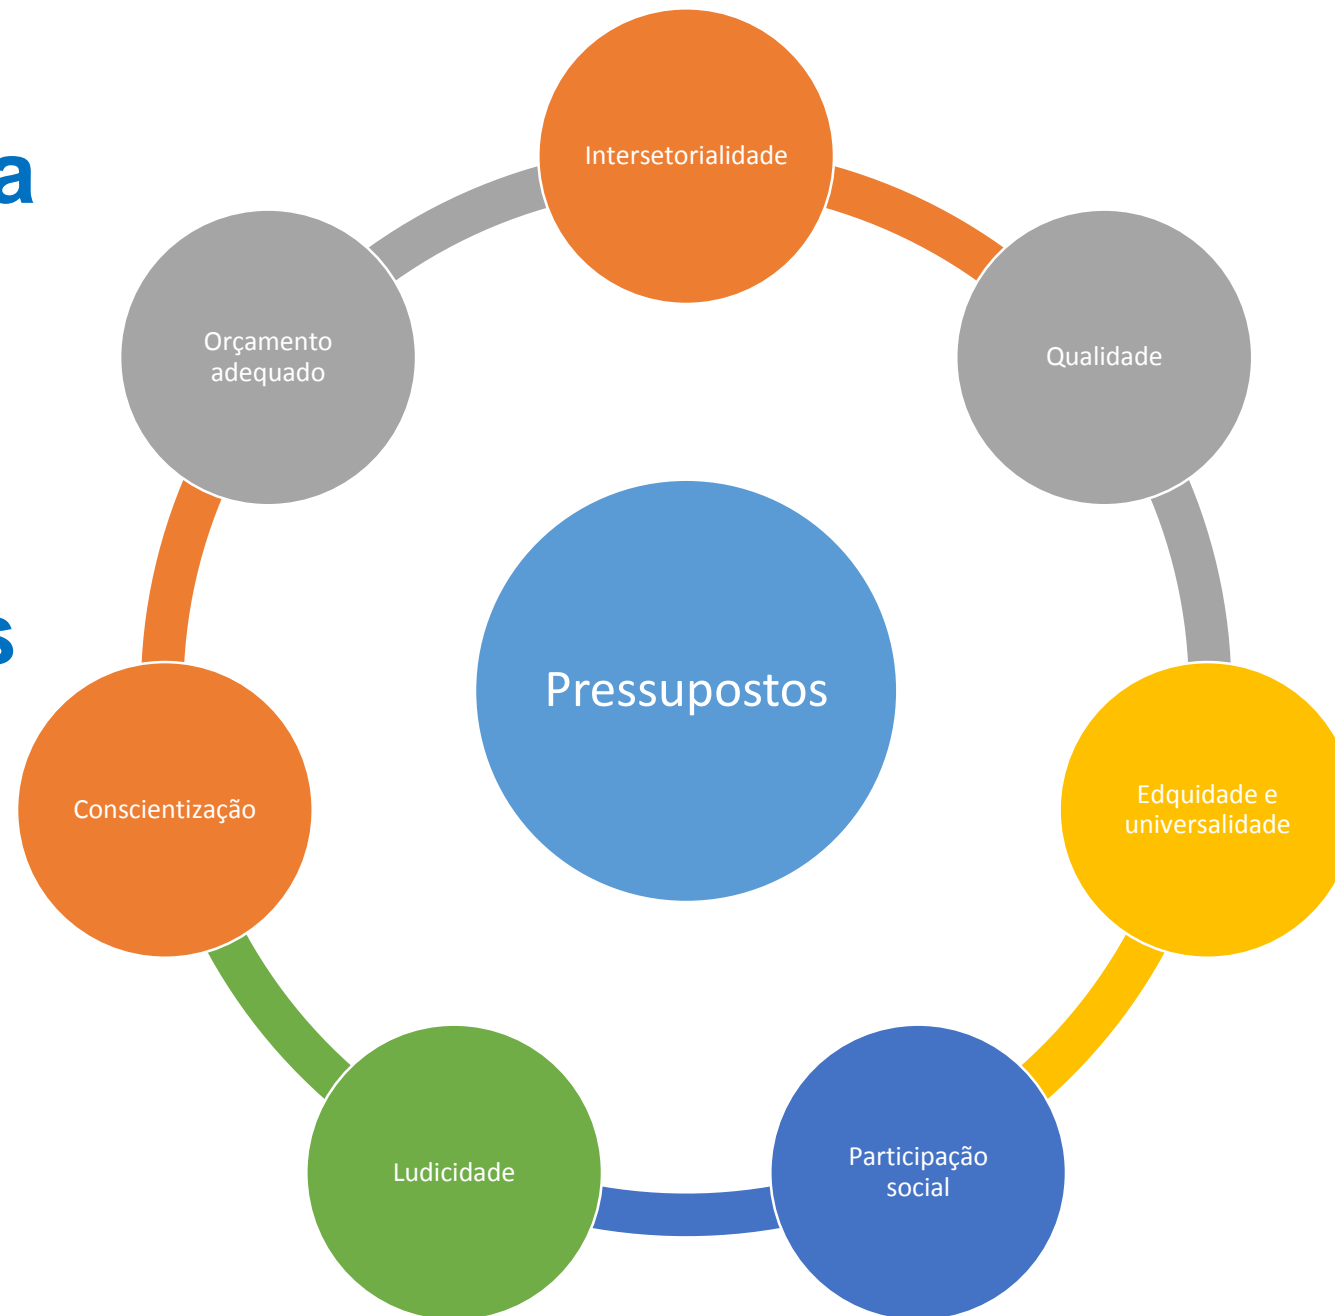 a
Intersetorialidade
Orçamento
adequado
Qualidade
s
Pressupostos
Conscientização
Edquidade e
universalidade
Ludicidade
Participação
social